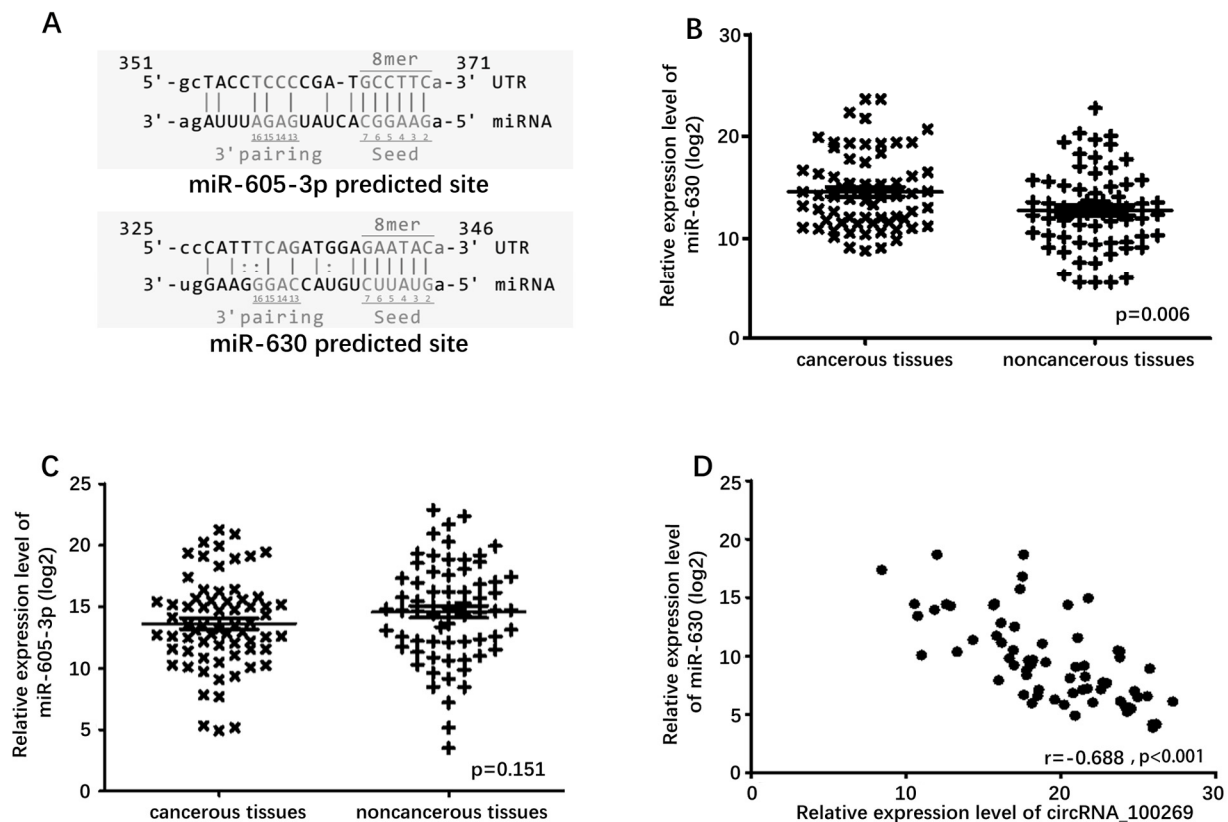 A
351 8mer 371
5'-gcTACCTCCCCGA-TGCCTTCa-3' UTR
3'-agAUUUAGAGUAUCACGGAAGa-5' miRNA
16 15 14 13 7 6 5 4 3 2
3'pairing Seed
miR-605-3p predicted site
325 8mer 346
5'-ccCATTTCAGATGGAGAATACa-3' UTR
3'-ugGAAGGGACCAUGUCUUAUGa-5' miRNA
16 15 14 13 7 6 5 4 3 2
3'pairing Seed
miR-630 predicted site
B
Relative expression level of
miR-630 (log2)
30
20
10
0
p=0.006
cancerous tissues noncancerous tissues
C
Relative expression level of
miR-605-3p (log2)
25
20
15
10
5
0
p=0.151
cancerous tissues noncancerous tissues
D
Relative expression level
of miR-630 (log2)
25
20
15
10
5
0
r=-0.688 , p<0.001
0 10 20 30
Relative expression level of circRNA_100269